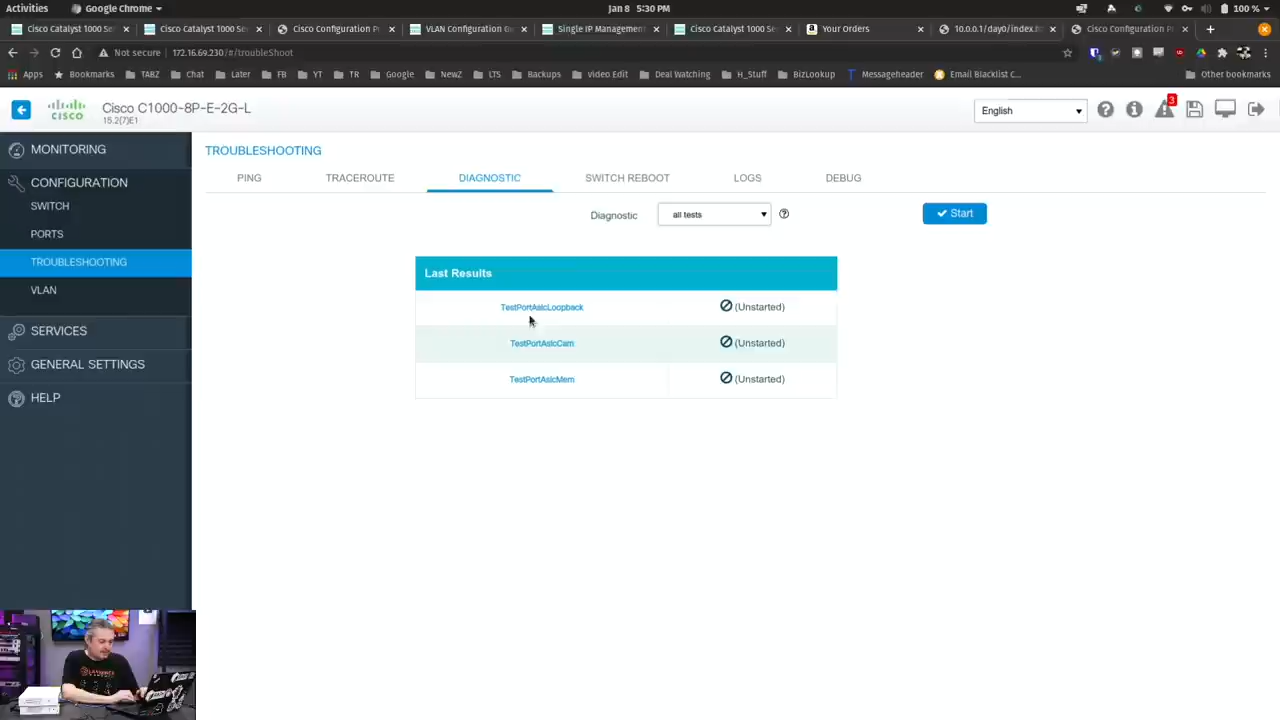 Activities
Google Chrome
Jan 8 5:30 PM
100 %
Cisco Catalyst 1000 Se
Cisco Catalyst 1000 Se
Cisco Configuration P
VLAN Configuration G
Single IP Managemen
Cisco Catalyst 1000 Se
Your Orders
10.0.0.1/dayo/index.h
Cisco Configuration P
Not secure
172.16.69.230/#/troubleShoot
Apps
Bookmarks
TABZ
Chat
Later
FB
YT
TR
Google
NewZ
LTS
Backups
Video Edit
Deal Watching
H_Stuff
BizLookup
Messageheader
Email Blacklist C...
Other bookmarks
CISCO
Cisco C1000-8P-E-2G-L
15.2(7)E1
English
3
MONITORING
CONFIGURATION
SWITCH
PORTS
TROUBLESHOOTING
VLAN
SERVICES
GENERAL SETTINGS
HELP
TROUBLESHOOTING
PING
TRACEROUTE
DIAGNOSTIC
SWITCH REBOOT
LOGS
DEBUG
Diagnostic
all tests
Start
Last Results
TestPortAsicLoopback
(Unstarted)
TestPortAsicCam
(Unstarted)
TestPortAsicMem
(Unstarted)